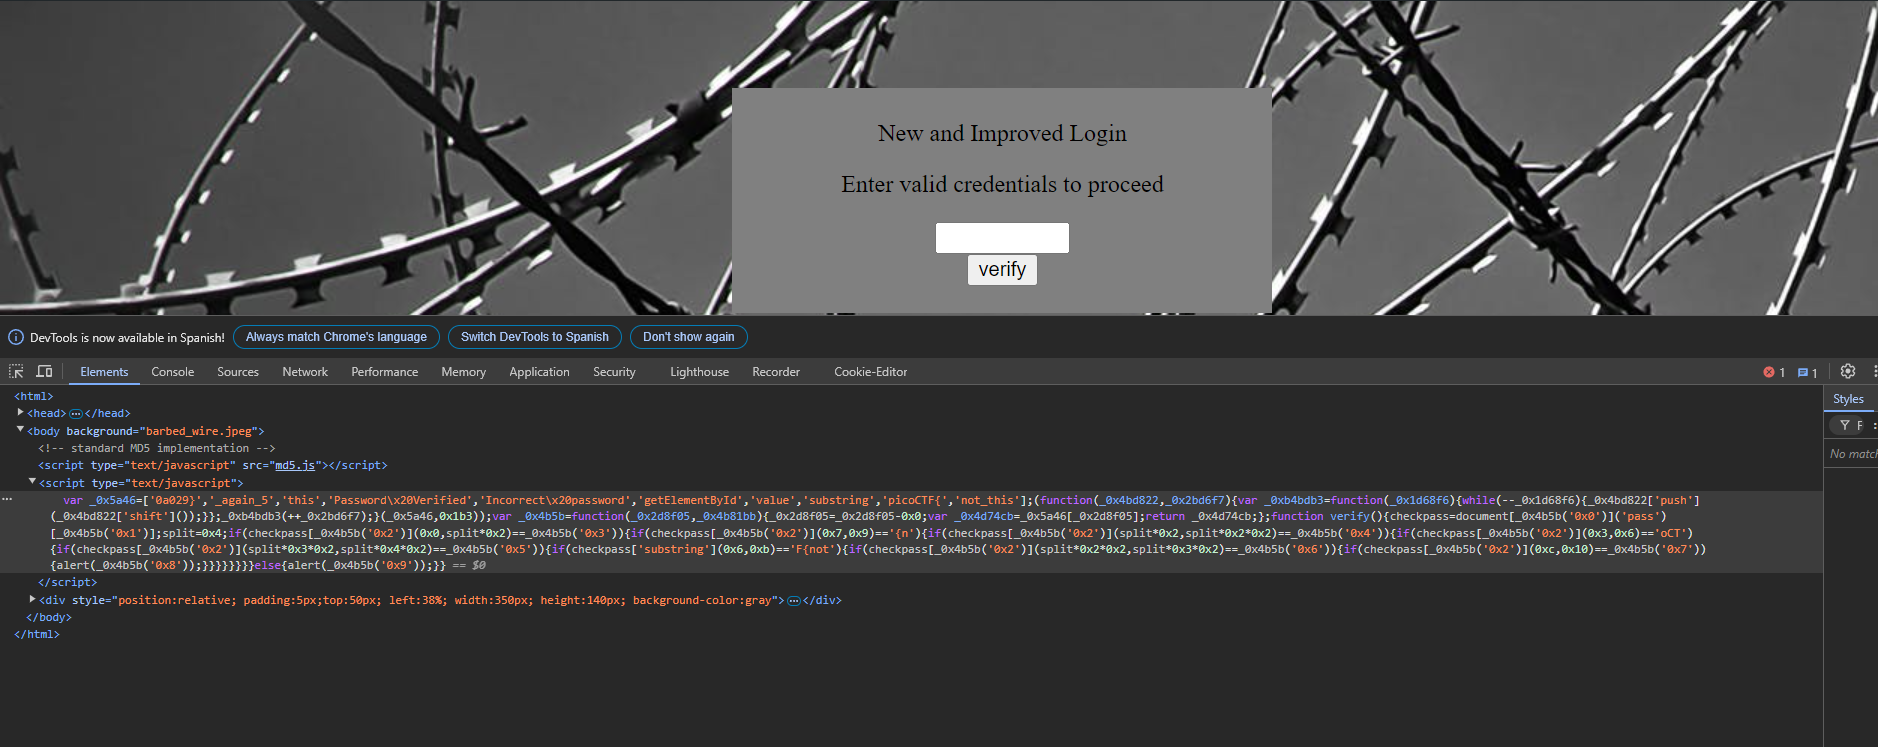 New and Improved Login
Enter valid credentials to proceed
verify
DevTools is now available in Spanish! Always match Chrome's language Switch DevTools to Spanish Don't show again
Elements Console Sources Network Performance Memory Application Security Lighthouse Recorder Cookie-Editor 1 1
Styles
F
No match
<html>
<head>…</head>
<body background="barbed_wire.jpeg">
<!-- standard MD5 implementation -->
<script type="text/javascript" src="md5.js"></script>
<script type="text/javascript">
var _0x5a46=['0a029}','_again_5','this','Password\x20Verified','Incorrect\x20password','getElementById','value','substring','picoCTF{','not_this'];(function(_0x4bd822,_0x2bd6f7){var _0xb4bdb3=function(_0x1d68f6){while(--_0x1d68f6){_0x4bd822['push']
(_0x4bd822['shift']());}};_0xb4bdb3(++_0x2bd6f7);}(_0x5a46,0x1b3));var _0x4b5b=function(_0x2d8f05,_0x4b81bb){_0x2d8f05=_0x2d8f05-0x0;var _0x4d74cb=_0x5a46[_0x2d8f05];return _0x4d74cb;};function verify(){checkpass=document[_0x4b5b('0x0')]('pass')
[_0x4b5b('0x1')];split=0x4;if(checkpass[_0x4b5b('0x2')](0x0,split*0x2)==_0x4b5b('0x3')){if(checkpass[_0x4b5b('0x2')](0x7,0x9)=='{n'){if(checkpass[_0x4b5b('0x2')](split*0x2,split*0x2*0x2)==_0x4b5b('0x4')){if(checkpass[_0x4b5b('0x2')](0x3,0x6)=='oCT')
{if(checkpass[_0x4b5b('0x2')](split*0x3*0x2,split*0x4*0x2)==_0x4b5b('0x5')){if(checkpass['substring'](0x6,0xb)=='F{not'){if(checkpass[_0x4b5b('0x2')](split*0x2*0x2,split*0x3*0x2)==_0x4b5b('0x6')){if(checkpass[_0x4b5b('0x2')](0xc,0x10)==_0x4b5b('0x7'))
{alert(_0x4b5b('0x8'));}}}}}}}}else{alert(_0x4b5b('0x9'));}} == $0
</script>
<div style="position:relative; padding:5px;top:50px; left:38%; width:350px; height:140px; background-color:gray">…</div>
</body>
</html>